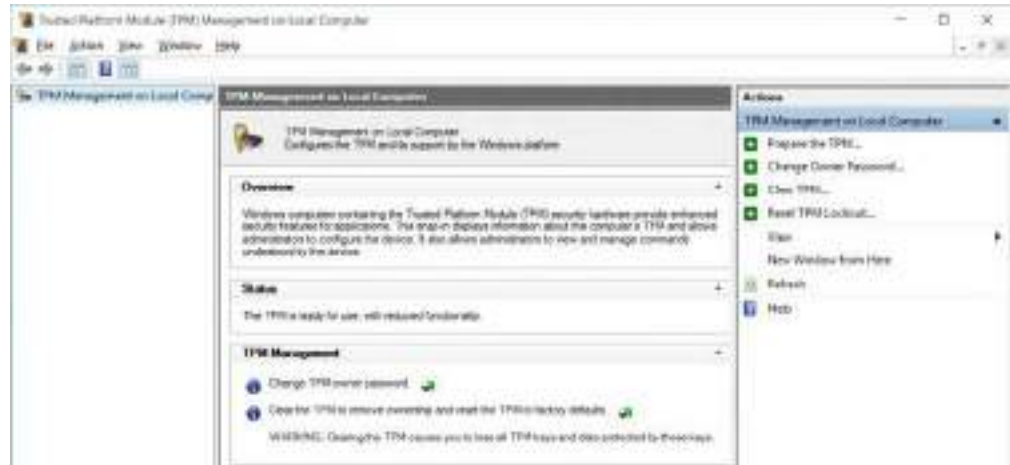 Trusted Platform Module (TPM) Management on Local Computer
File Action View Window Help
TPM Management on Local Comp
TPM Management on Local Computer
TPM Management on Local Computer
Configures the TPM and its support by the Windows platform
Overview
Windows computers containing the Trusted Platform Module (TPM) security hardware provide enhanced
security features for applications. This snap-in displays information about the computer's TPM and allows
administrators to configure the device. It also allows administrators to view and manage commands
understood by the device.
Status
The TPM is ready for use, with reduced functionality.
TPM Management
Change TPM owner password
Clear the TPM to remove ownership and reset the TPM to factory defaults.
WARNING: Clearing the TPM causes you to lose all TPM keys and data protected by those keys.
Actions
TPM Management on Local Computer
Prepare the TPM...
Change Owner Password...
Clear TPM...
Reset TPM Lockout...
View
New Window from Here
Refresh
Help